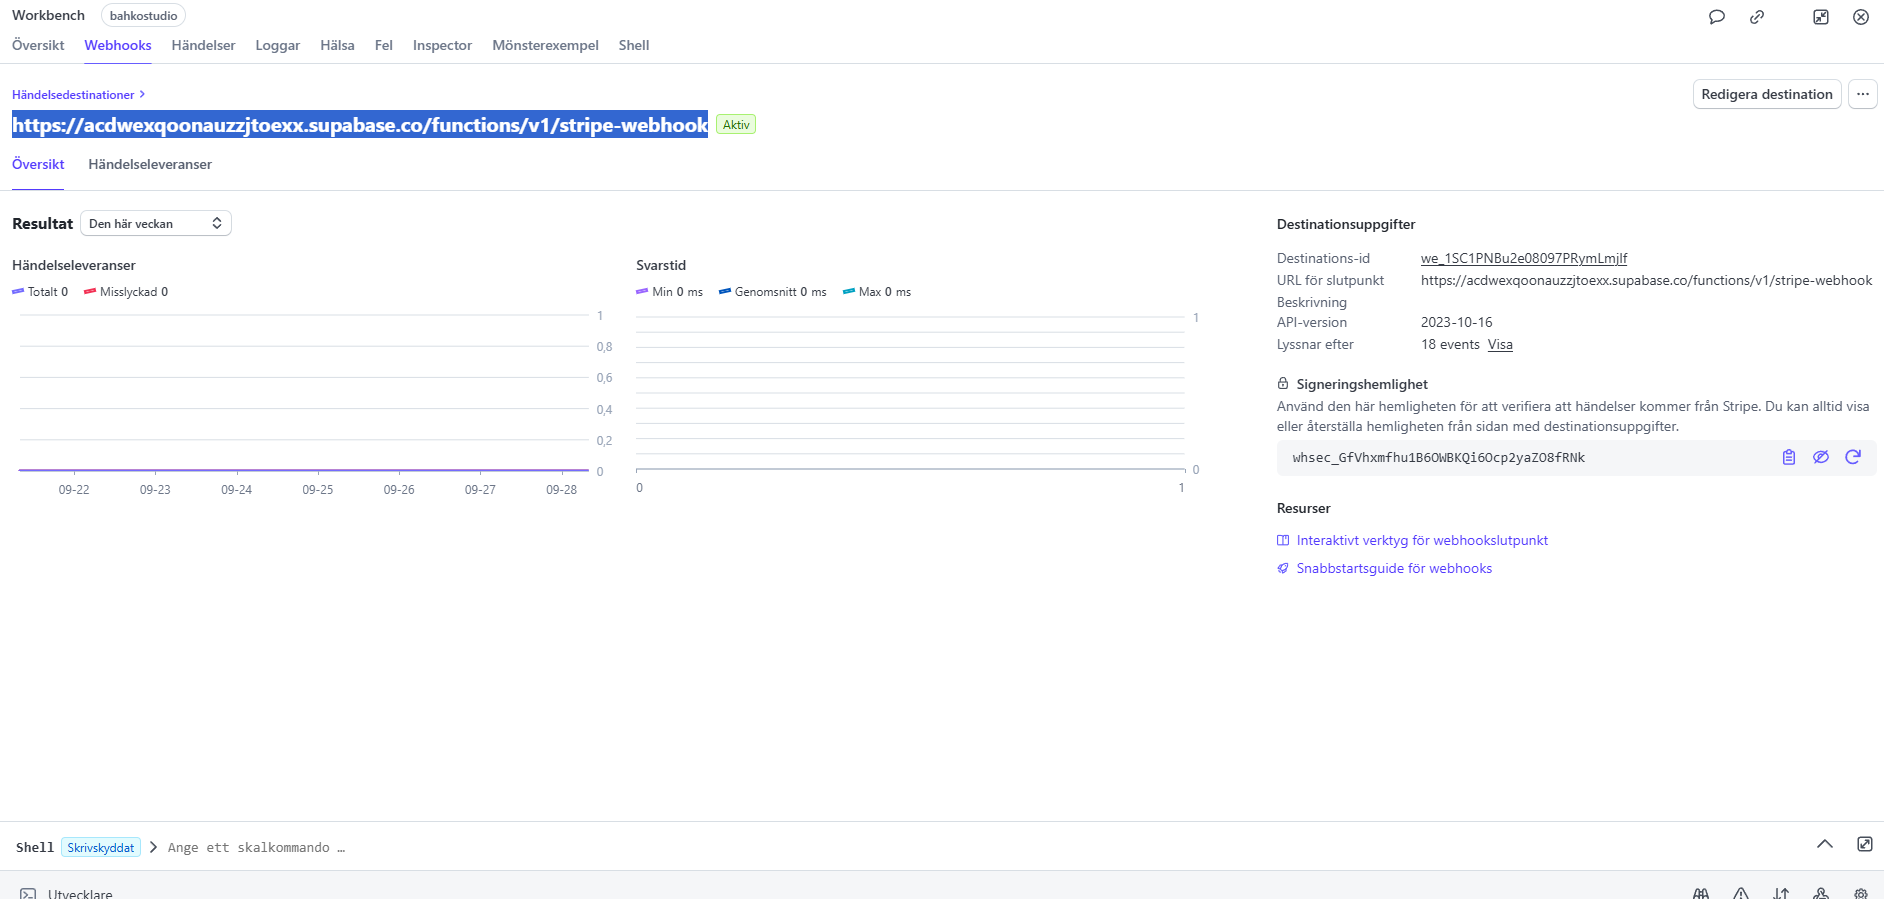 Workbench bahkostudio
Översikt Webhooks Händelser Loggar Hälsa Fel Inspector Mönsterexempel Shell
Händelsedestinationer
Redigera destination
https://acdwexqoonauzzjtoexx.supabase.co/functions/v1/stripe-webhook Aktiv
Översikt Händelseleveranser
Resultat Den här veckan
Händelseleveranser
Totalt 0 Misslyckad 0
1
0,8
0,6
0,4
0,2
0
09-22 09-23 09-24 09-25 09-26 09-27 09-28
Svarstid
Min 0 ms Genomsnitt 0 ms Max 0 ms
1
0
0 1
Destinationsuppgifter
Destinations-id we_1SC1PNBu2e08097PRymLmjlf
URL för slutpunkt https://acdwexqoonauzzjtoexx.supabase.co/functions/v1/stripe-webhook
Beskrivning
API-version 2023-10-16
Lyssnar efter 18 events Visa
Signeringshemlighet
Använd den här hemligheten för att verifiera att händelser kommer från Stripe. Du kan alltid visa
eller återställa hemligheten från sidan med destinationsuppgifter.
whsec_GfVhxmfhu1B6OWBKQi6Ocp2yaZO8fRNk
Resurser
Interaktivt verktyg för webhookslutpunkt
Snabbstartsguide för webhooks
Shell Skrivskyddat Ange ett skalkommando …
Utvecklare